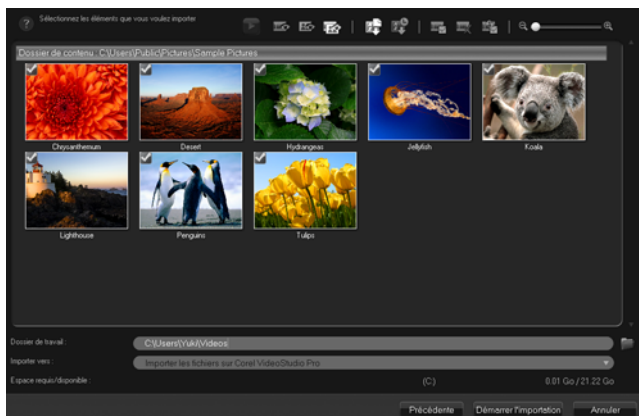 Sélectionnez les éléments que vous voulez importer
Dossier de contenu : C:\Users\Public\Pictures\Sample Pictures
Chrysanthemum
Desert
Hydrangeas
Jellyfish
Koala
Lighthouse
Penguins
Tulips
Dossier de travail :
C:\Users\Yuki\Videos
Importer vers :
Importer les fichiers sur Corel VideoStudio Pro
Espace requis/disponible :
(C:)
0.01 Go / 21.22 Go
Précédente
Démarrer l'importation
Annuler